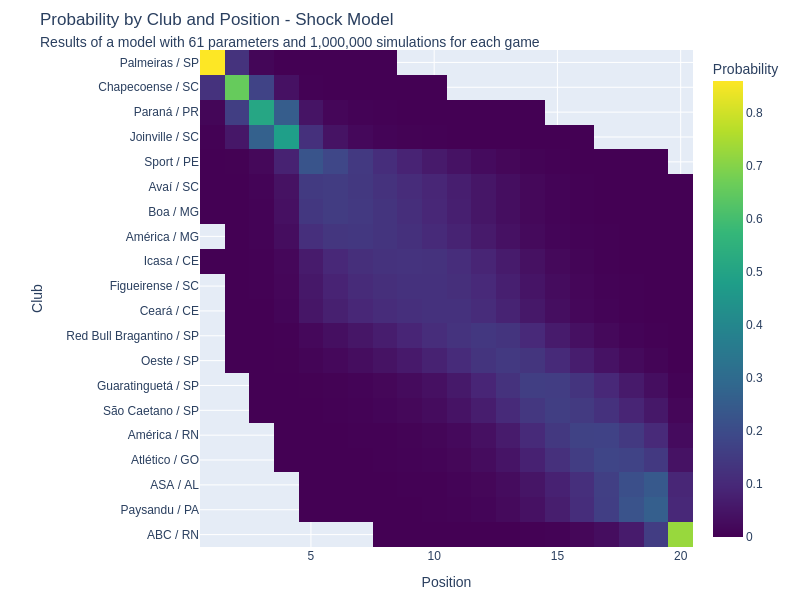 Probability by Club and Position - Shock Model
Results of a model with 61 parameters and 1,000,000 simulations for each game
Probability
Palmeiras / SP
Chapecoense / SC
Paraná / PR
Joinville / SC
Sport / PE
Avaí / SC
Boa / MG
América / MG
Icasa / CE
Figueirense / SC
Ceará / CE
Red Bull Bragantino / SP
Oeste / SP
Guaratinguetá / SP
São Caetano / SP
América / RN
Atlético / GO
ASA / AL
Paysandu / PA
ABC / RN
Club
5
10
15
20
Position
0.8
0.7
0.6
0.5
0.4
0.3
0.2
0.1
0